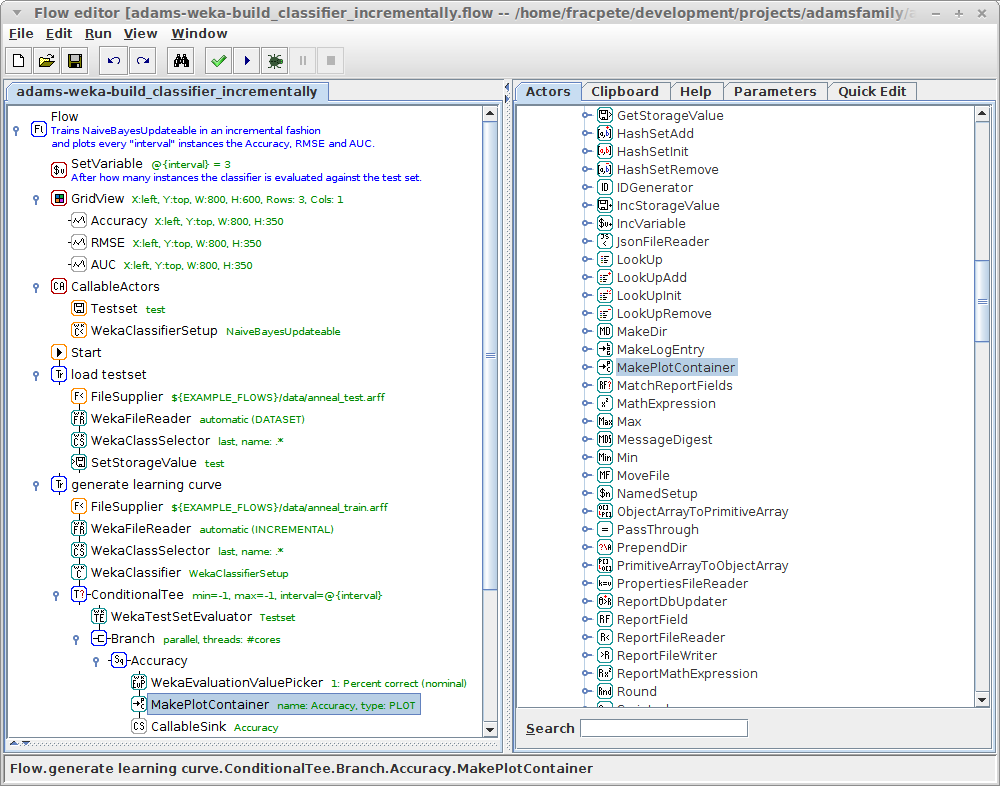 Flow editor [adams-weka-build_classifier_incrementally.flow -- /home/fracpete/development/projects/adamsfamily/
File Edit Run View Window
adams-weka-build_classifier_incrementally
Flow
Trains NaiveBayesUpdateable in an incremental fashion
and plots every "interval" instances the Accuracy, RMSE and AUC.
SetVariable @{interval} = 3
After how many instances the classifier is evaluated against the test set.
GridView X:left, Y:top, W:800, H:600, Rows: 3, Cols: 1
Accuracy X:left, Y:top, W:800, H:350
RMSE X:left, Y:top, W:800, H:350
AUC X:left, Y:top, W:800, H:350
CallableActors
Testset test
WekaClassifierSetup NaiveBayesUpdateable
Start
load testset
FileSupplier ${EXAMPLE_FLOWS}/data/anneal_test.arff
WekaFileReader automatic (DATASET)
WekaClassSelector last, name: .*
SetStorageValue test
generate learning curve
FileSupplier ${EXAMPLE_FLOWS}/data/anneal_train.arff
WekaFileReader automatic (INCREMENTAL)
WekaClassSelector last, name: .*
WekaClassifier WekaClassifierSetup
ConditionalTee min=-1, max=-1, interval=@{interval}
WekaTestSetEvaluator Testset
Branch parallel, threads: #cores
Accuracy
WekaEvaluationValuePicker 1: Percent correct (nominal)
MakePlotContainer name: Accuracy, type: PLOT
CallableSink Accuracy
Actors Clipboard Help Parameters Quick Edit
GetStorageValue
HashSetAdd
HashSetInit
HashSetRemove
IDGenerator
IncStorageValue
IncVariable
JsonFileReader
LookUp
LookUpAdd
LookUpInit
LookUpRemove
MakeDir
MakeLogEntry
MakePlotContainer
MatchReportFields
MathExpression
Max
MessageDigest
Min
MoveFile
NamedSetup
ObjectArrayToPrimitiveArray
PassThrough
PrependDir
PrimitiveArrayToObjectArray
PropertiesFileReader
ReportDbUpdater
ReportField
ReportFileReader
ReportFileWriter
ReportMathExpression
Round
Search
Flow.generate learning curve.ConditionalTee.Branch.Accuracy.MakePlotContainer